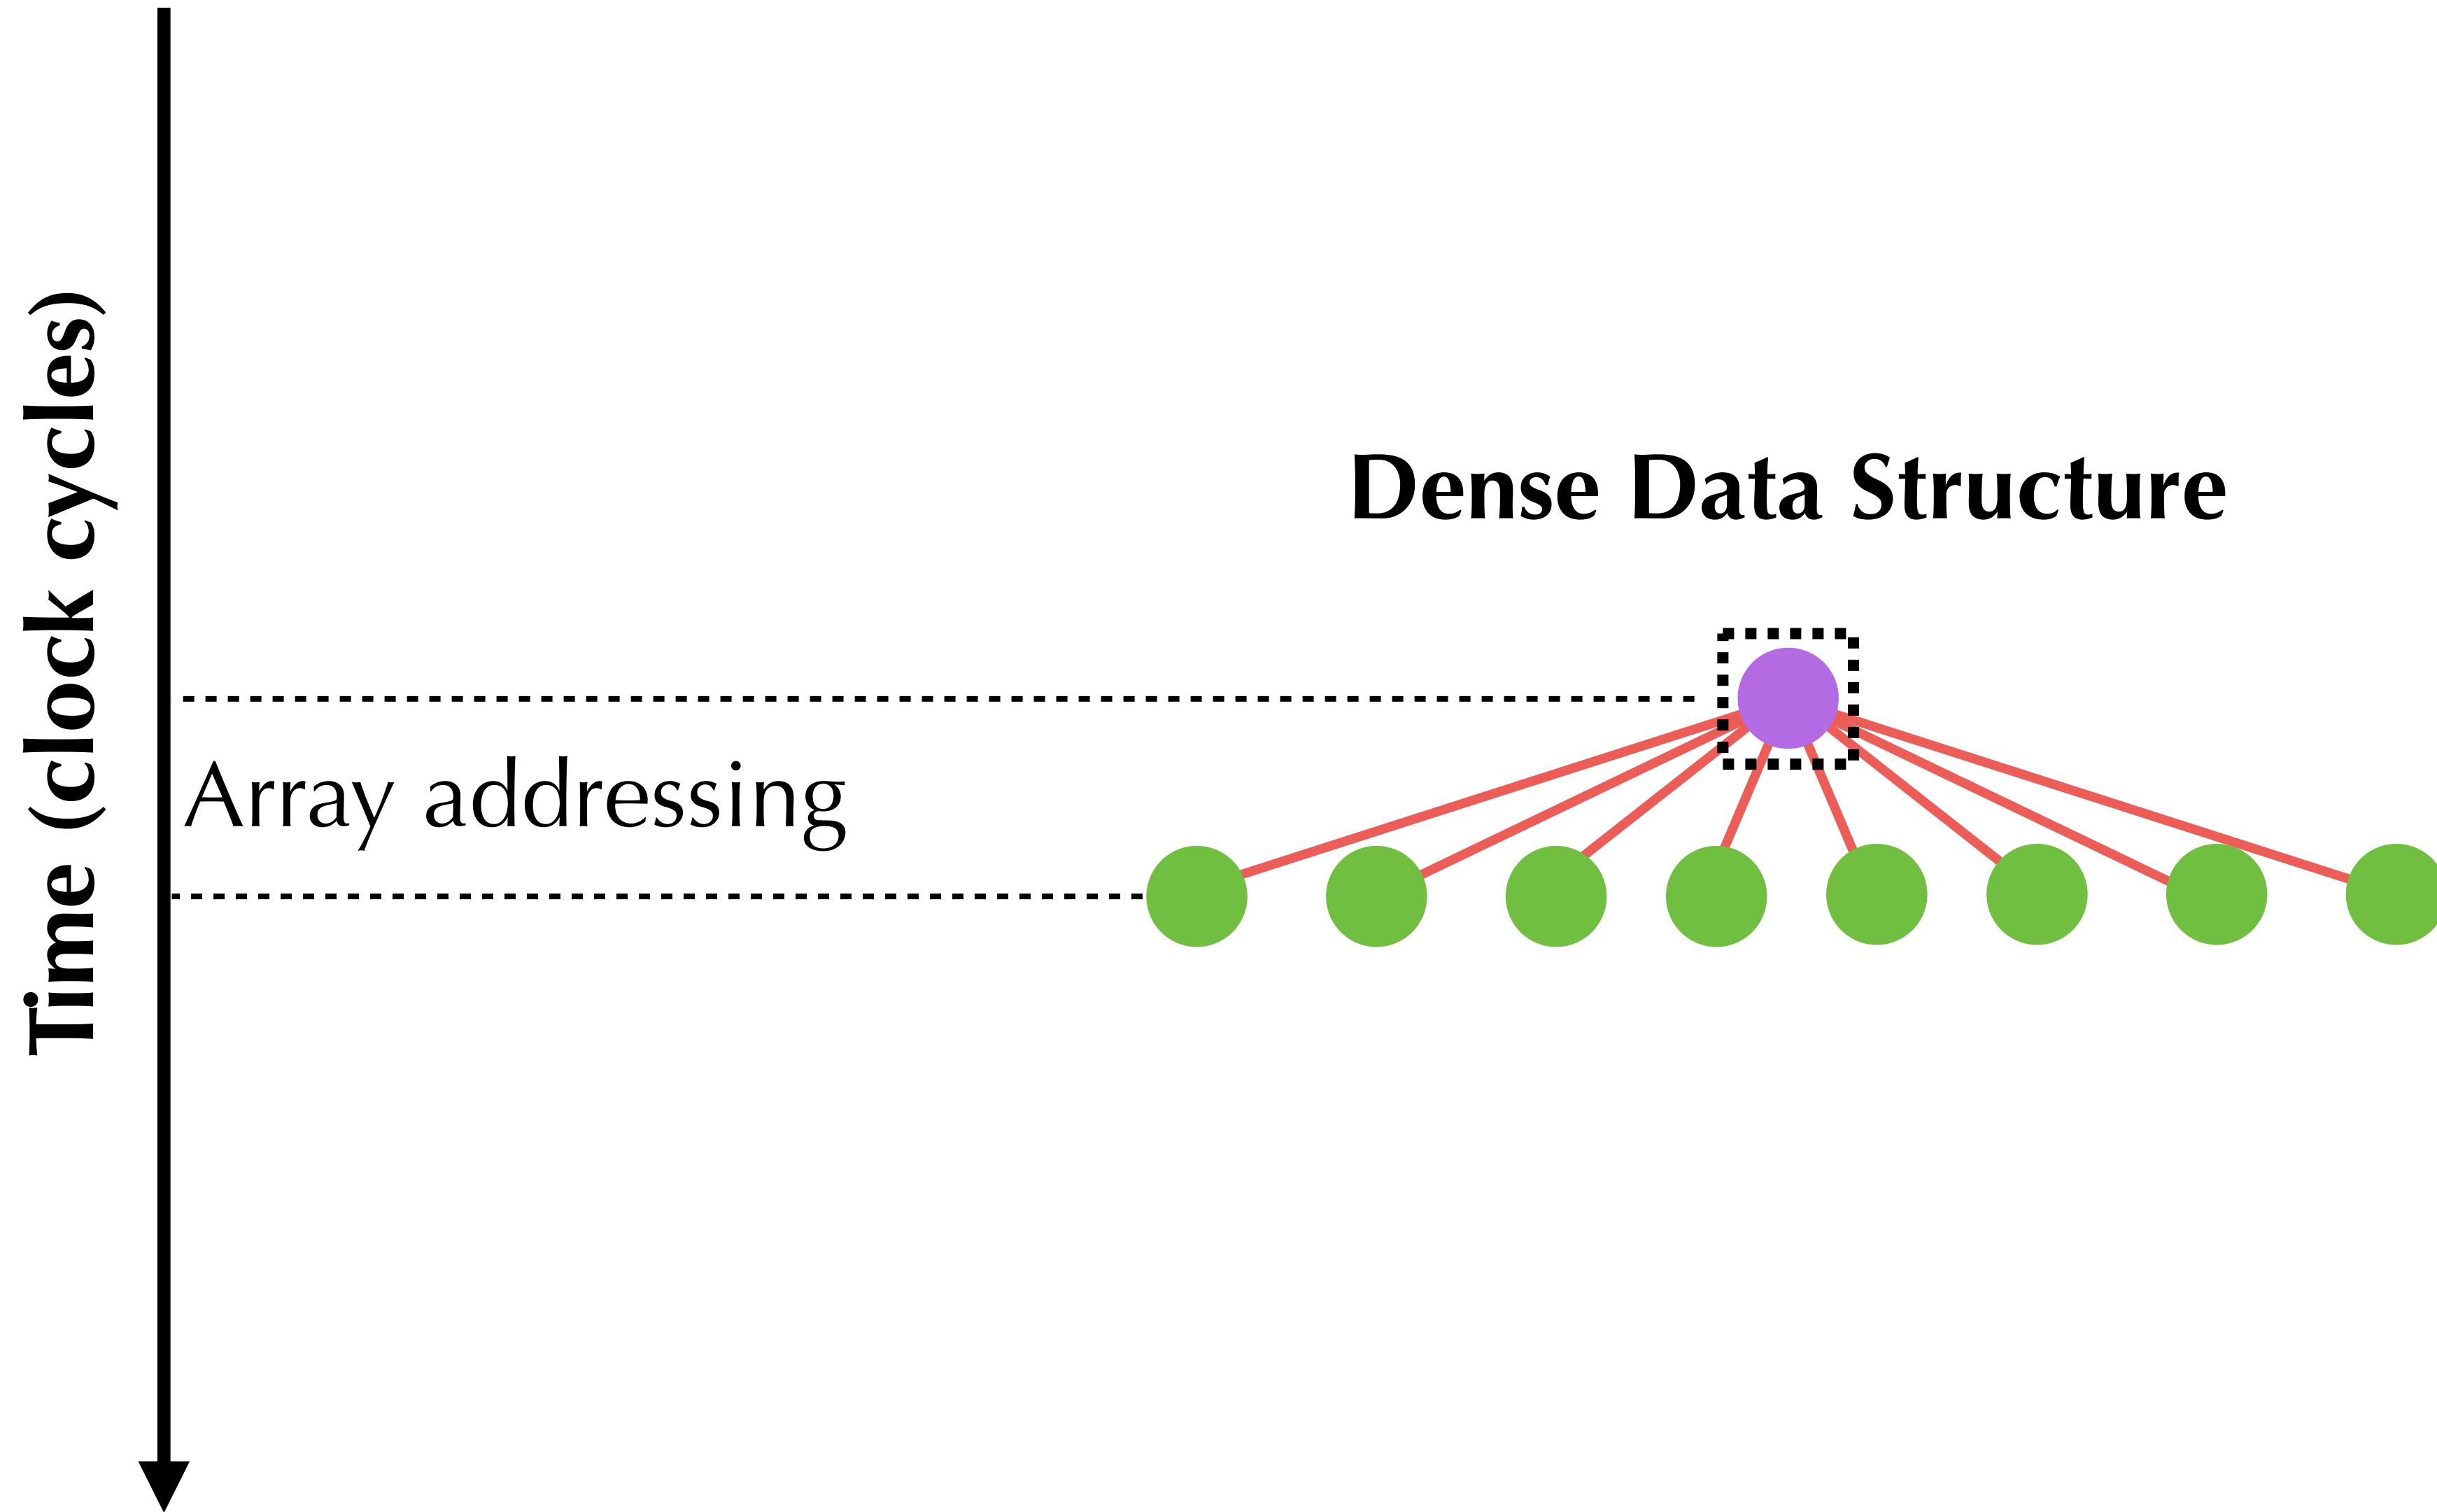 Time (clock cycles)
Dense Data Structure
Array addressing